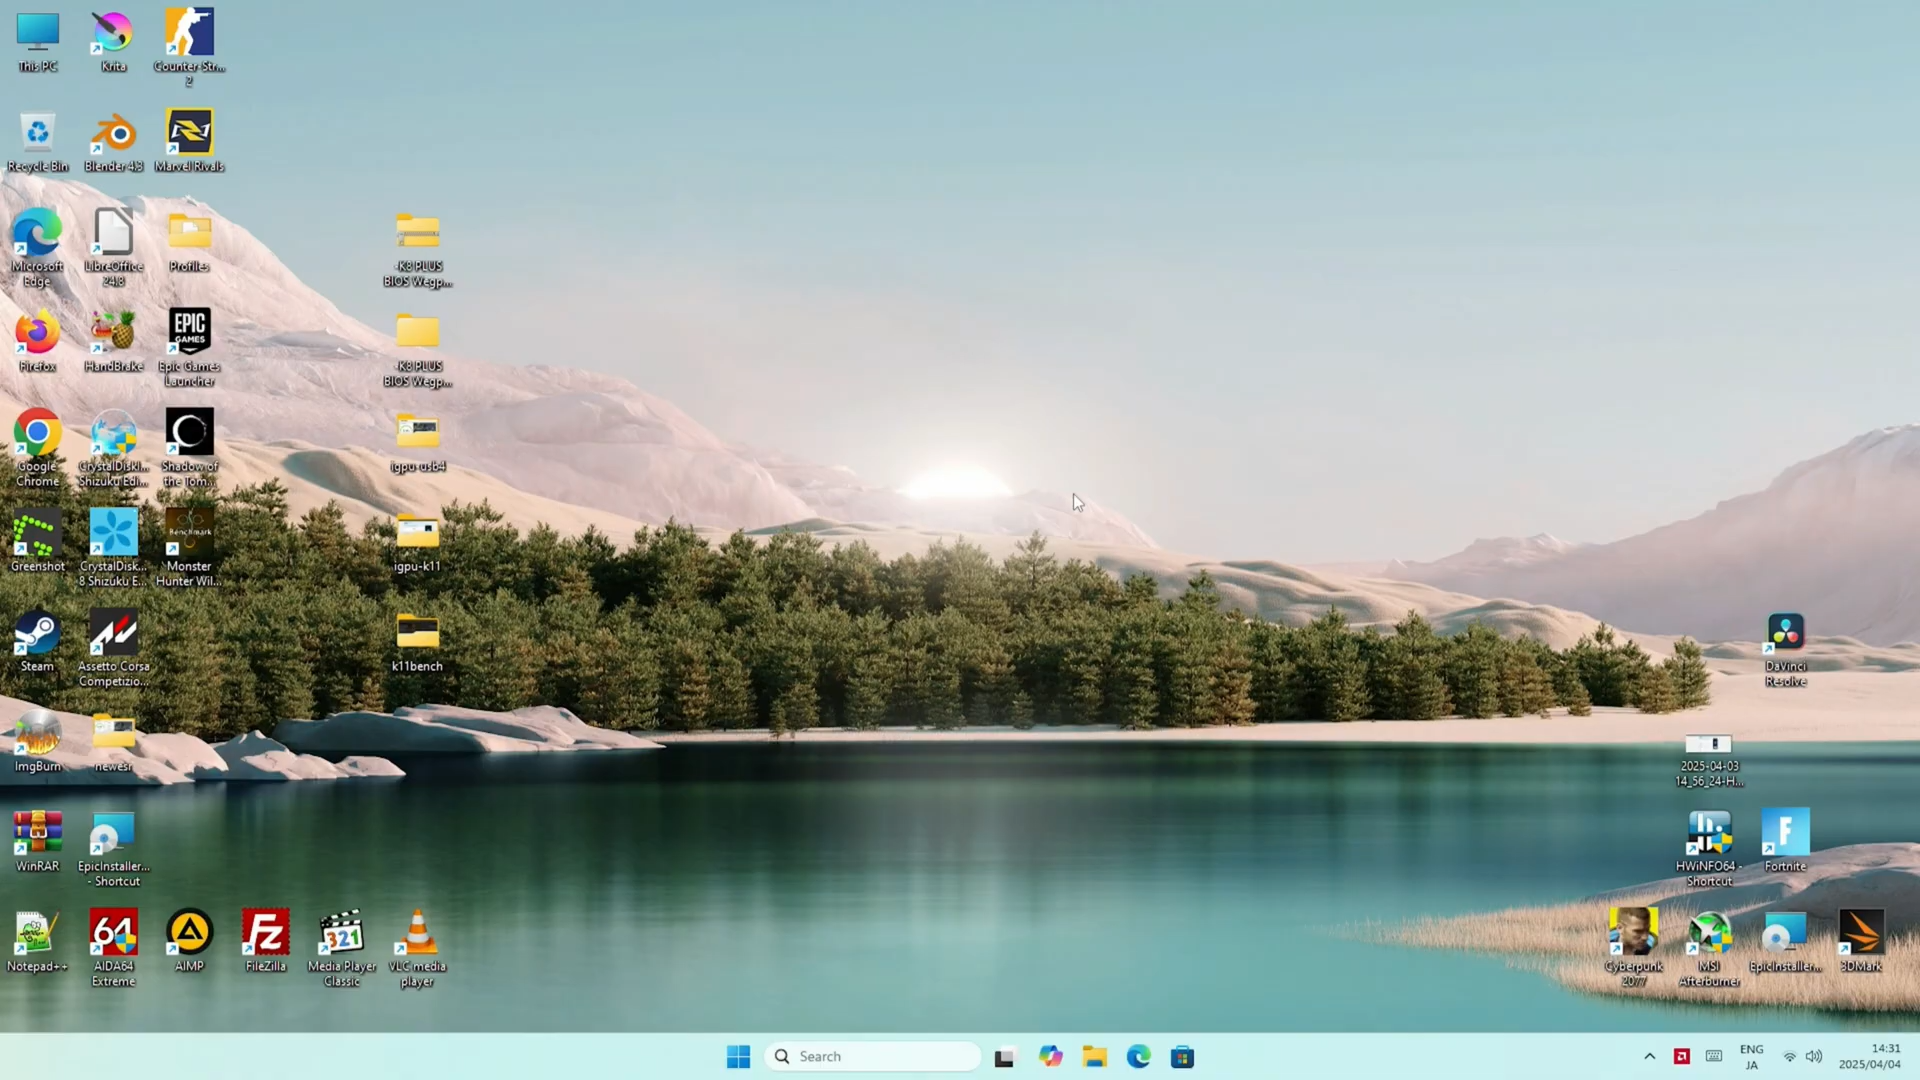 This PC
Krita
Counter-Str...
2
Recycle Bin
Blender 4.3
Marvel Rivals
Microsoft
Edge
LibreOffice
24.8
Profiles
-K8 PLUS
BIOS Wegp...
Firefox
HandBrake
EPIC
GAMES
Epic Games
Launcher
-K8 PLUS
BIOS Wegp...
Google
Chrome
CrystalDiskI...
Shizuku Edi...
Shadow of
the Tom...
igpu-usb4
Greenshot
CrystalDisk...
8 Shizuku E...
Benchmark
Monster
Hunter Wil...
igpu-k11
Steam
Assetto Corsa
Competizio...
k11bench
DaVinci
Resolve
ImgBurn
newesr
2025-04-03
14_56_24-H...
WinRAR
EpicInstaller...
- Shortcut
HWiNFO64 -
Shortcut
F
Fortnite
Notepad++
64
AIDA64
Extreme
AIMP
Fz
FileZilla
321
Media Player
Classic
VLC media
player
Cyberpunk
2077
MSI
Afterburner
EpicInstaller...
3DMark
Search
ENG
JA
14:31
2025/04/04